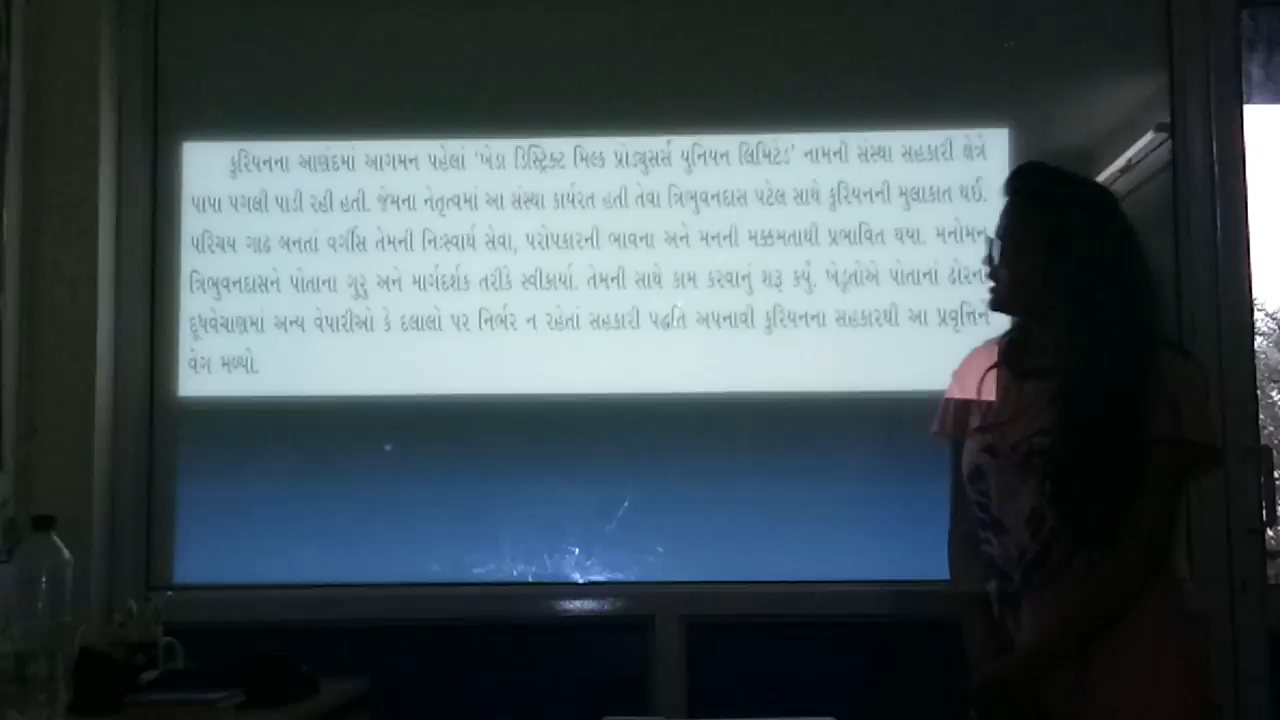 કુરિયનના આણંદમાં આગમન પહેલાં ‘ખેડા ડિસ્ટ્રિક્ટ મિલ્ક પ્રોડ્યુસર્સ યુનિયન લિમિટેડ’ નામની સંસ્થા સહકારી ક્ષેત્રે
પાપા પગલી પાડી રહી હતી. જેમના નેતૃત્વમાં આ સંસ્થા કાર્યરત હતી તેવા ત્રિભુવનદાસ પટેલ સાથે કુરિયનની મુલાકાત થઈ.
પરિચય ગાઢ બનતાં વર્ગીસ તેમની નિઃસ્વાર્થ સેવા, પરોપકારની ભાવના અને મનની મક્કમતાથી પ્રભાવિત થયા. મનોમન
ત્રિભુવનદાસને પોતાના ગુરુ અને માર્ગદર્શક તરીકે સ્વીકાર્યા. તેમની સાથે કામ કરવાનું શરૂ કર્યું. ખેડૂતોએ પોતાનાં ઢોરના
દૂધવેચાણમાં અન્ય વેપારીઓ કે દલાલો પર નિર્ભર ન રહેતાં સહકારી પદ્ધતિ અપનાવી કુરિયનના સહકારથી આ પ્રવૃત્તિને
વેગ મળ્યો.